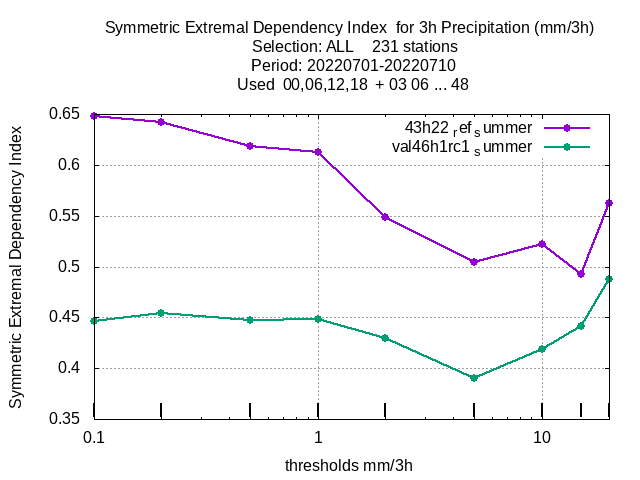 Symmetric Extremal Dependency Index  for 3h Precipitation (mm/3h)
Selection: ALL    231 stations
Period: 20220701-20220710
Used  00,06,12,18  + 03 06 ... 48
0.65
0.6
0.55
0.5
0.45
0.4
0.35
Symmetric Extremal Dependency Index
43h22 refsummer
val46h1rc1 summer
0.1 1 10
thresholds mm/3h